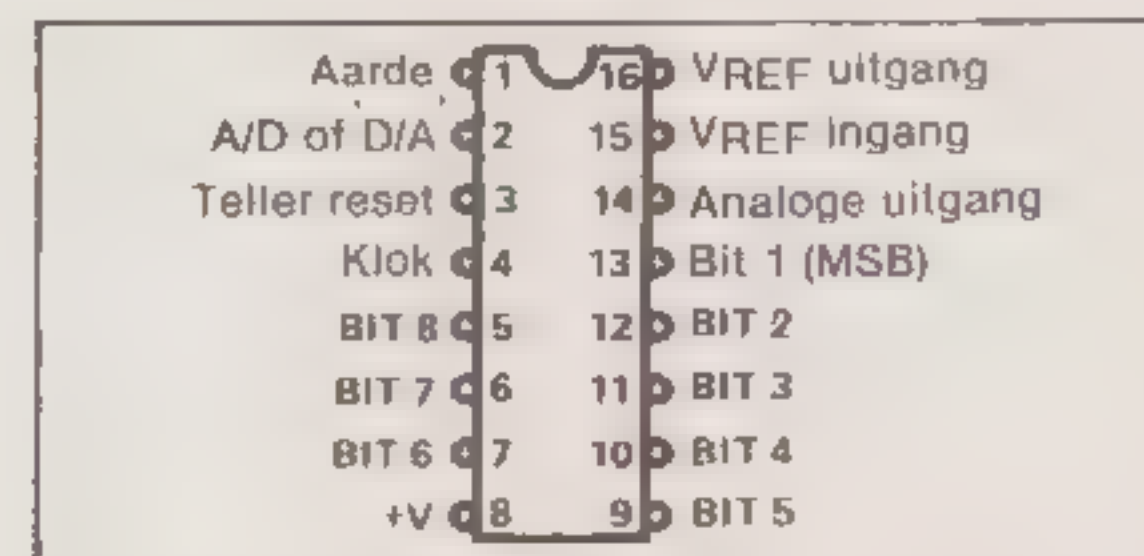 Aarde 1 16 VREF uitgang
A/D of D/A 2 15 VREF ingang
Teller reset 3 14 Analoge uitgang
Klok 4 13 Bit 1 (MSB)
BIT 8 5 12 BIT 2
BIT 7 6 11 BIT 3
BIT 6 7 10 BIT 4
+V 8 9 BIT 5